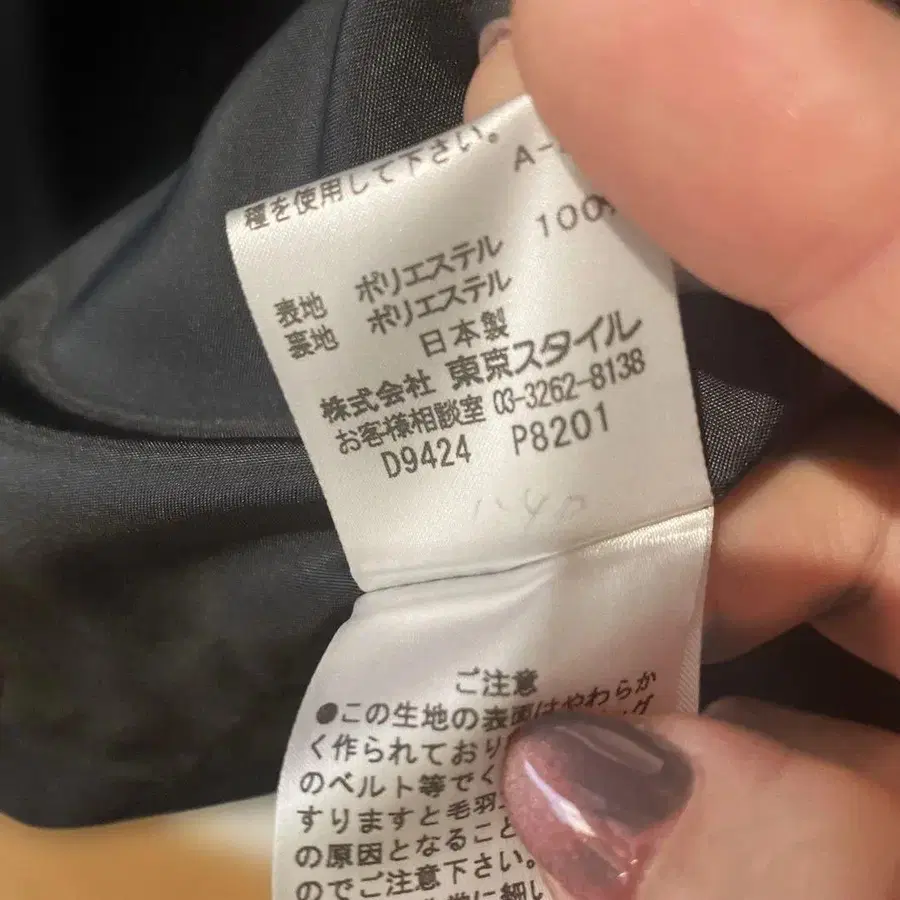 種を使用して下さい。
A-
表地 ポリエステル 100%
裏地 ポリエステル
日本製
株式会社 東京スタイル
お客様相談室 03-3262-8138
D9424 P8201
ご注意
●この生地の表面はやわらか
く作られており
のベルト等でく
すりますと毛羽
の原因となること
のでご注意下さい。